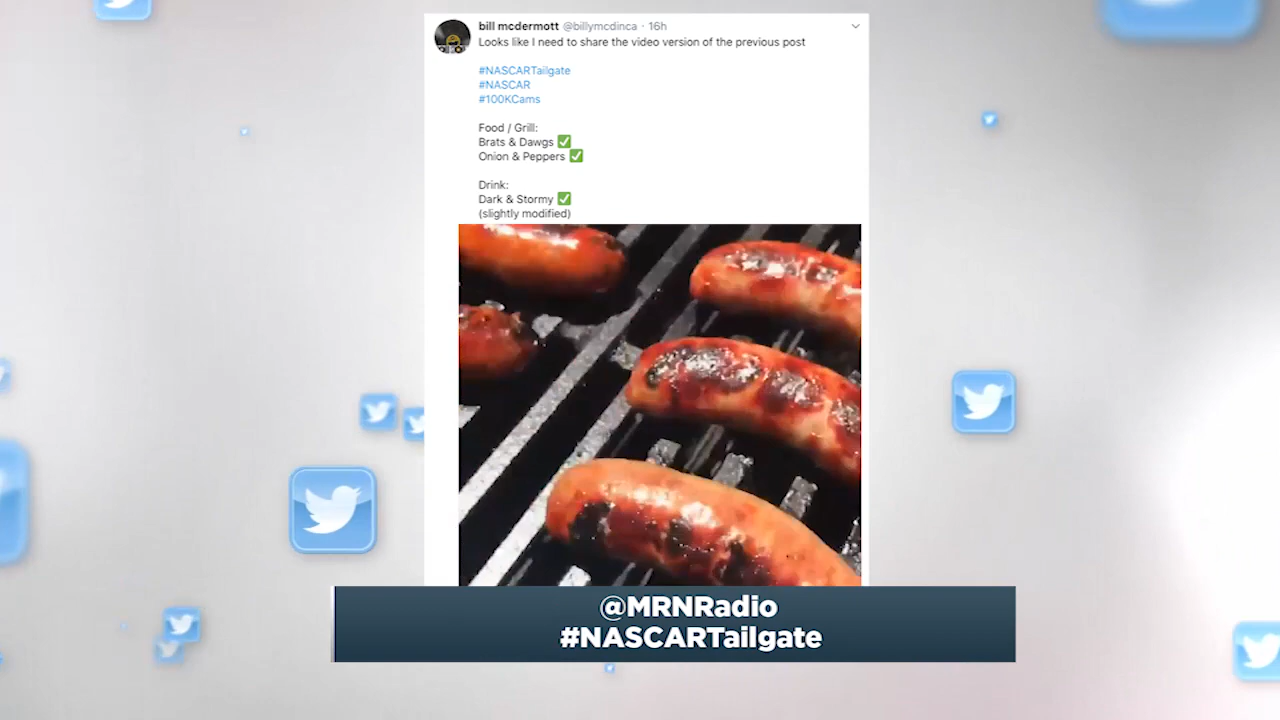 bill mcdermott @billymcdinca · 16h
Looks like I need to share the video version of the previous post
#NASCARTailgate
#NASCAR
#100KCams
Food / Grill:
Brats & Dawgs ✅
Onion & Peppers ✅
Drink:
Dark & Stormy ✅
(slightly modified)
@MRNRadio
#NASCARTailgate